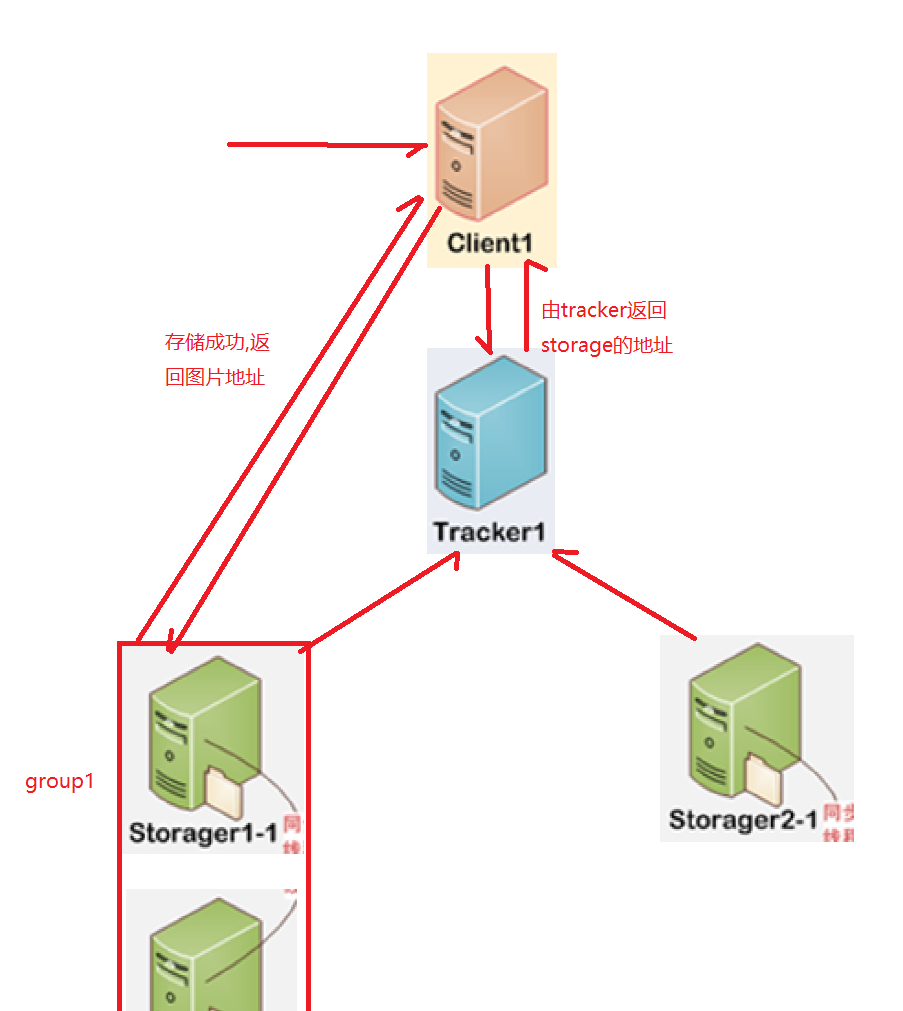 Client1
由tracker返回
storage的地址
存储成功,返
回图片地址
Tracker1
group1
Storager1-1
同
Storager2-1
同步